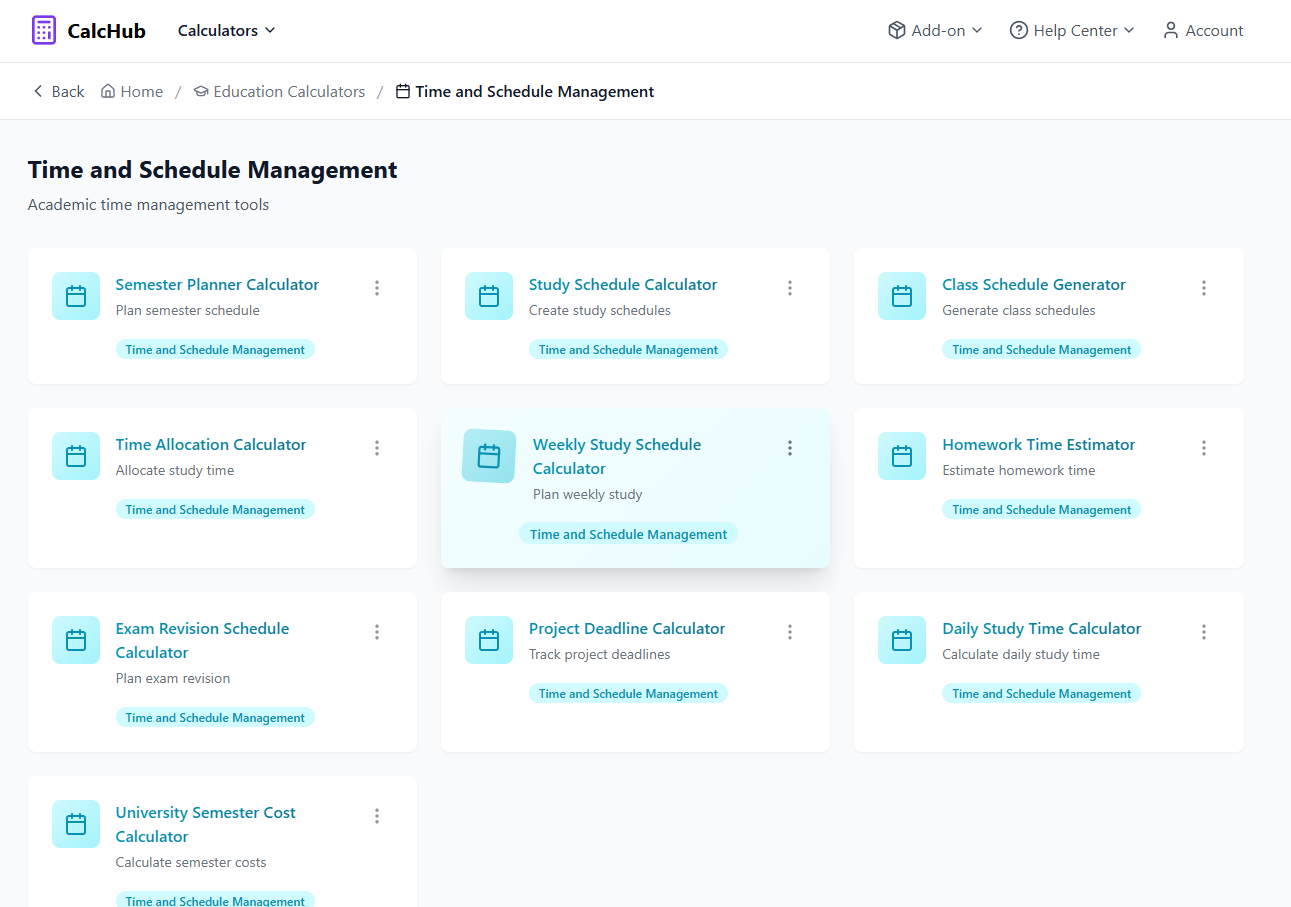 CalcHub
Calculators
Add-on
Help Center
Account
Back
Home
/
Education Calculators
/
Time and Schedule Management
Time and Schedule Management
Academic time management tools
Semester Planner Calculator
Plan semester schedule
Time and Schedule Management
Study Schedule Calculator
Create study schedules
Time and Schedule Management
Class Schedule Generator
Generate class schedules
Time and Schedule Management
Time Allocation Calculator
Allocate study time
Time and Schedule Management
Weekly Study Schedule
Calculator
Plan weekly study
Time and Schedule Management
Homework Time Estimator
Estimate homework time
Time and Schedule Management
Exam Revision Schedule
Calculator
Plan exam revision
Time and Schedule Management
Project Deadline Calculator
Track project deadlines
Time and Schedule Management
Daily Study Time Calculator
Calculate daily study time
Time and Schedule Management
University Semester Cost
Calculator
Calculate semester costs
Time and Schedule Management